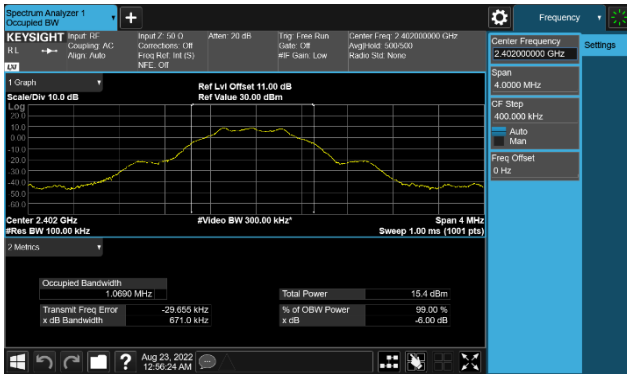 Spectrum Analyzer 1
Occupied BW
Frequency
KEYSIGHT
Input: RF
Coupling: AC
Align: Auto
RL
LXI
Input Z: 50 Ω
Corrections: Off
Freq Ref: Int (S)
NFE: Off
Atten: 20 dB
Trig: Free Run
Gate: Off
#IF Gain: Low
Center Freq: 2.402000000 GHz
Avg|Hold: 500/500
Radio Std: None
Center Frequency
2.402000000 GHz
Settings
Span
4.0000 MHz
CF Step
400.000 kHz
Auto
Man
Freq Offset
0 Hz
1 Graph
Scale/Div 10.0 dB
Ref Lvl Offset 11.00 dB
Ref Value 30.00 dBm
Log
20.0
10.0
0.00
-10.0
-20.0
-30.0
-40.0
-50.0
-60.0
Center 2.402 GHz
#Res BW 100.00 kHz
#Video BW 300.00 kHz*
Span 4 MHz
Sweep 1.00 ms (1001 pts)
2 Metrics
Occupied Bandwidth
1.0690 MHz
Total Power 15.4 dBm
Transmit Freq Error -29.655 kHz
% of OBW Power 99.00 %
x dB Bandwidth 671.0 kHz
x dB -6.00 dB
?
Aug 23, 2022
12:56:24 AM